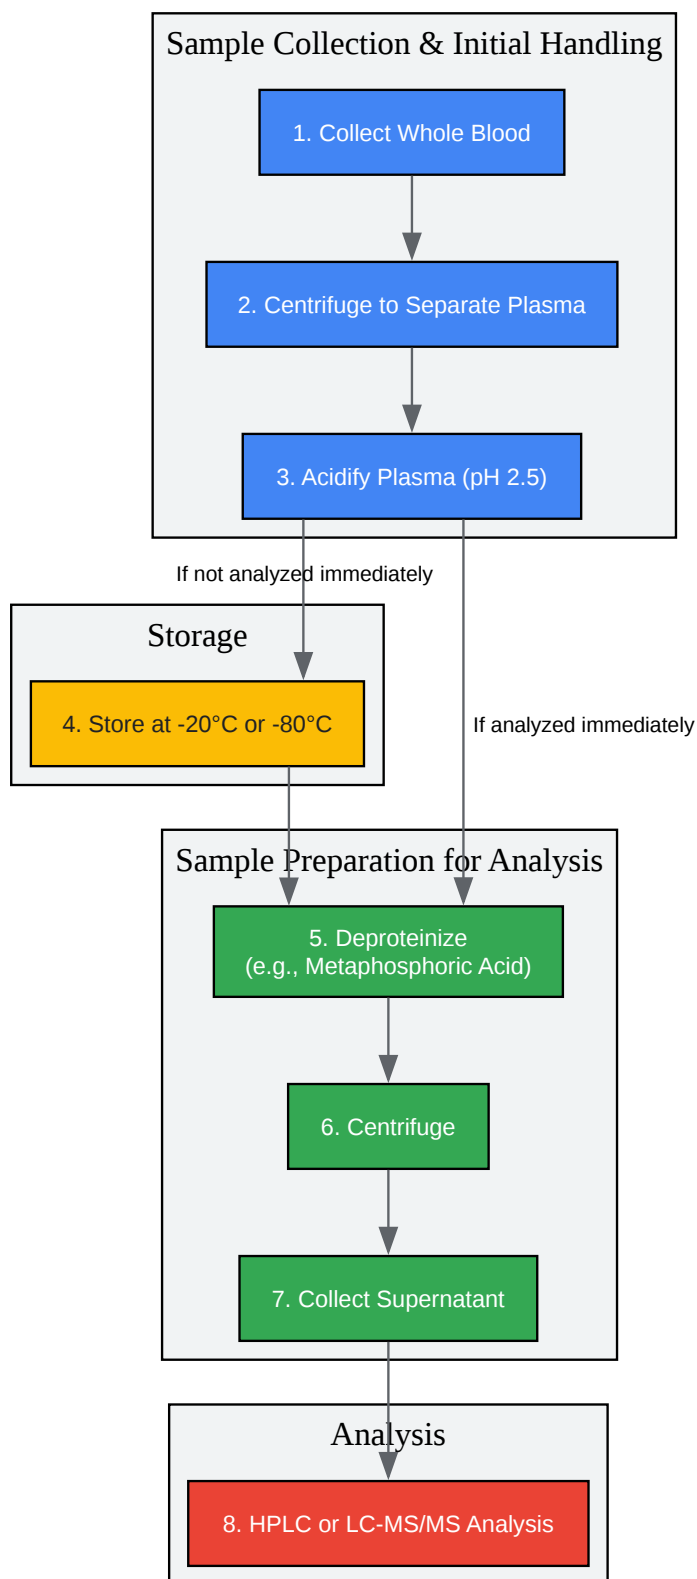 Sample Collection & Initial Handling
1. Collect Whole Blood
2. Centrifuge to Separate Plasma
3. Acidify Plasma (pH 2.5)
If not analyzed immediately
Storage
4. Store at -20°C or -80°C
If analyzed immediately
Sample Preparation for Analysis
5. Deproteinize
(e.g., Metaphosphoric Acid)
6. Centrifuge
7. Collect Supernatant
Analysis
8. HPLC or LC-MS/MS Analysis